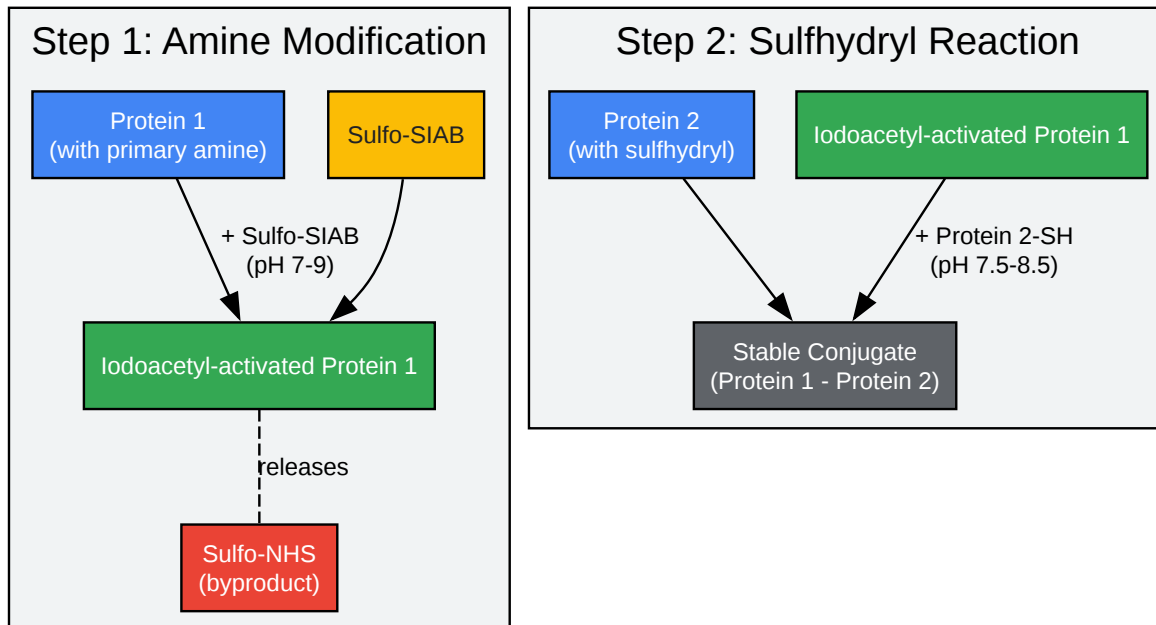 Step 1: Amine Modification
Protein 1
(with primary amine)
Sulfo-SIAB
+ Sulfo-SIAB
(pH 7-9)
Iodoacetyl-activated Protein 1
releases
Sulfo-NHS
(byproduct)
Step 2: Sulfhydryl Reaction
Protein 2
(with sulfhydryl)
Iodoacetyl-activated Protein 1
+ Protein 2-SH
(pH 7.5-8.5)
Stable Conjugate
(Protein 1 - Protein 2)